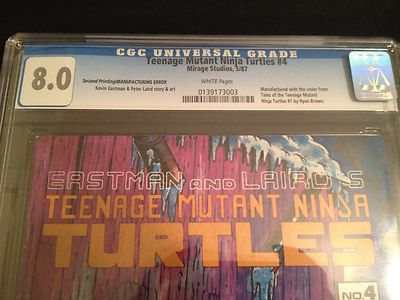 CGC UNIVERSAL GRADE
Teenage Mutant Ninja Turtles #4
Mirage Studios, 5/87
8.0
Second Printing/MANUFACTURING ERROR
WHITE Pages
Kevin Eastman & Peter Laird story & art
Manufactured with the cover from
Tales of the Teenage Mutant
Ninja Turtles #1 by Ryan Brown.
0139173003
EASTMAN AND LAIRD'S
TEENAGE MUTANT NINJA
TURTLES
NO.4